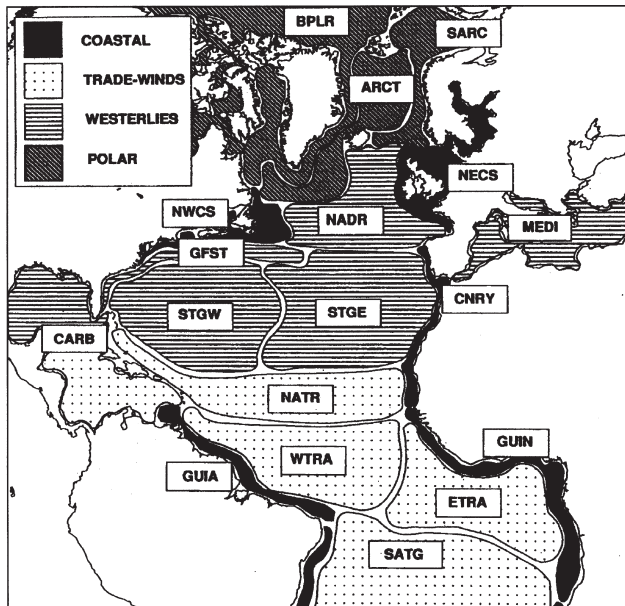 COASTAL
TRADE-WINDS
WESTERLIES
POLAR
BPLR
SARC
ARCT
NECS
NWCS
NADR
MEDI
GFST
CNRY
STGW
STGE
CARB
NATR
GUIN
WTRA
GUIA
ETRA
SATG